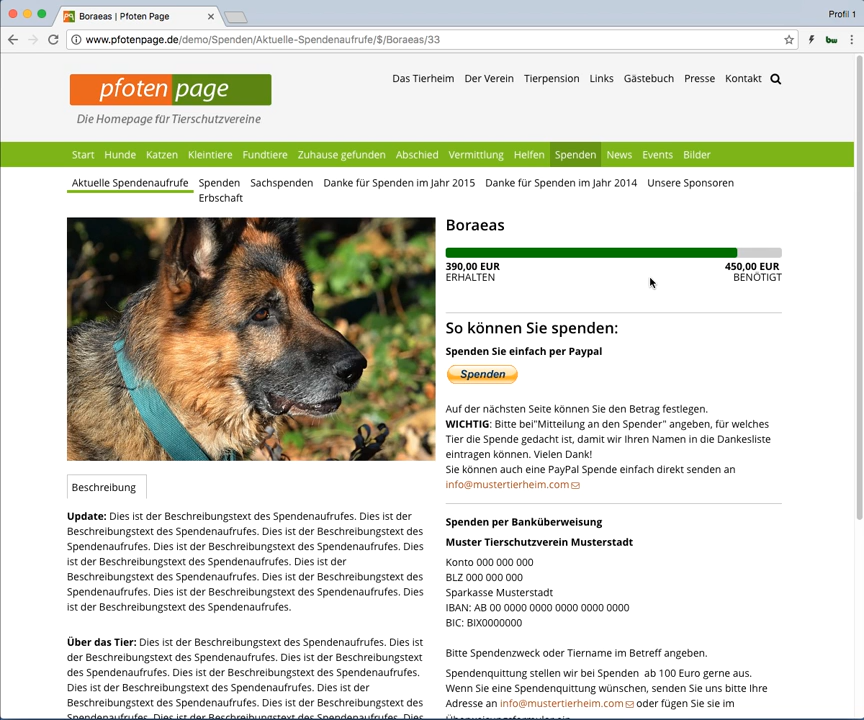 Boraeas | Pfoten Page
Profil 1
www.pfotenpage.de/demo/Spenden/Aktuelle-Spendenaufrufe/$/Boraeas/33
bw
pfoten page
Die Homepage für Tierschutzvereine
Das Tierheim Der Verein Tierpension Links Gästebuch Presse Kontakt
Start Hunde Katzen Kleintiere Fundtiere Zuhause gefunden Abschied Vermittlung Helfen Spenden News Events Bilder
Aktuelle Spendenaufrufe Spenden Sachspenden Danke für Spenden im Jahr 2015 Danke für Spenden im Jahr 2014 Unsere Sponsoren
Erbschaft
Boraeas
390,00 EUR 450,00 EUR
ERHALTEN BENÖTIGT
So können Sie spenden:
Spenden Sie einfach per Paypal
Spenden
Auf der nächsten Seite können Sie den Betrag festlegen.
WICHTIG: Bitte bei"Mitteilung an den Spender" angeben, für welches
Tier die Spende gedacht ist, damit wir Ihren Namen in die Dankesliste
eintragen können. Vielen Dank!
Sie können auch eine PayPal Spende einfach direkt senden an
info@mustertierheim.com
Spenden per Banküberweisung
Muster Tierschutzverein Musterstadt
Konto 000 000 000
BLZ 000 000 000
Sparkasse Musterstadt
IBAN: AB 00 0000 0000 0000 0000 0000
BIC: BIX0000000
Bitte Spendenzweck oder Tiername im Betreff angeben.
Spendenquittung stellen wir bei Spenden ab 100 Euro gerne aus.
Wenn Sie eine Spendenquittung wünschen, senden Sie uns bitte Ihre
Adresse an info@mustertierheim.com oder fügen Sie sie im
Überweisungsformular ein
Beschreibung
Update: Dies ist der Beschreibungstext des Spendenaufrufes. Dies ist der
Beschreibungstext des Spendenaufrufes. Dies ist der Beschreibungstext des
Spendenaufrufes. Dies ist der Beschreibungstext des Spendenaufrufes. Dies
ist der Beschreibungstext des Spendenaufrufes. Dies ist der
Beschreibungstext des Spendenaufrufes. Dies ist der Beschreibungstext des
Spendenaufrufes. Dies ist der Beschreibungstext des Spendenaufrufes. Dies
ist der Beschreibungstext des Spendenaufrufes.
Über das Tier: Dies ist der Beschreibungstext des Spendenaufrufes. Dies ist
der Beschreibungstext des Spendenaufrufes. Dies ist der Beschreibungstext
des Spendenaufrufes. Dies ist der Beschreibungstext des Spendenaufrufes.
Dies ist der Beschreibungstext des Spendenaufrufes. Dies ist der
Beschreibungstext des Spendenaufrufes. Dies ist der Beschreibungstext des
Spendenaufrufes. Dies ist der Beschreibungstext des Spendenaufrufes. Dies